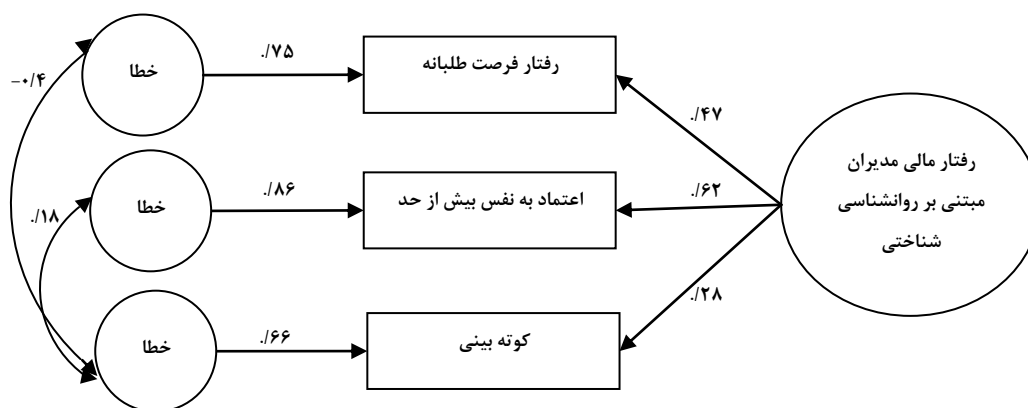 خطا
./۷۵
رفتار فرصت طلبانه
./۴۷
-۰/۴
رفتار مالی مدیران
مبتنی بر روانشناسی
شناختی
خطا
./۸۶
اعتماد به نفس بیش از حد
./۶۲
./۱۸
خطا
./۶۶
کوته بینی
./۲۸